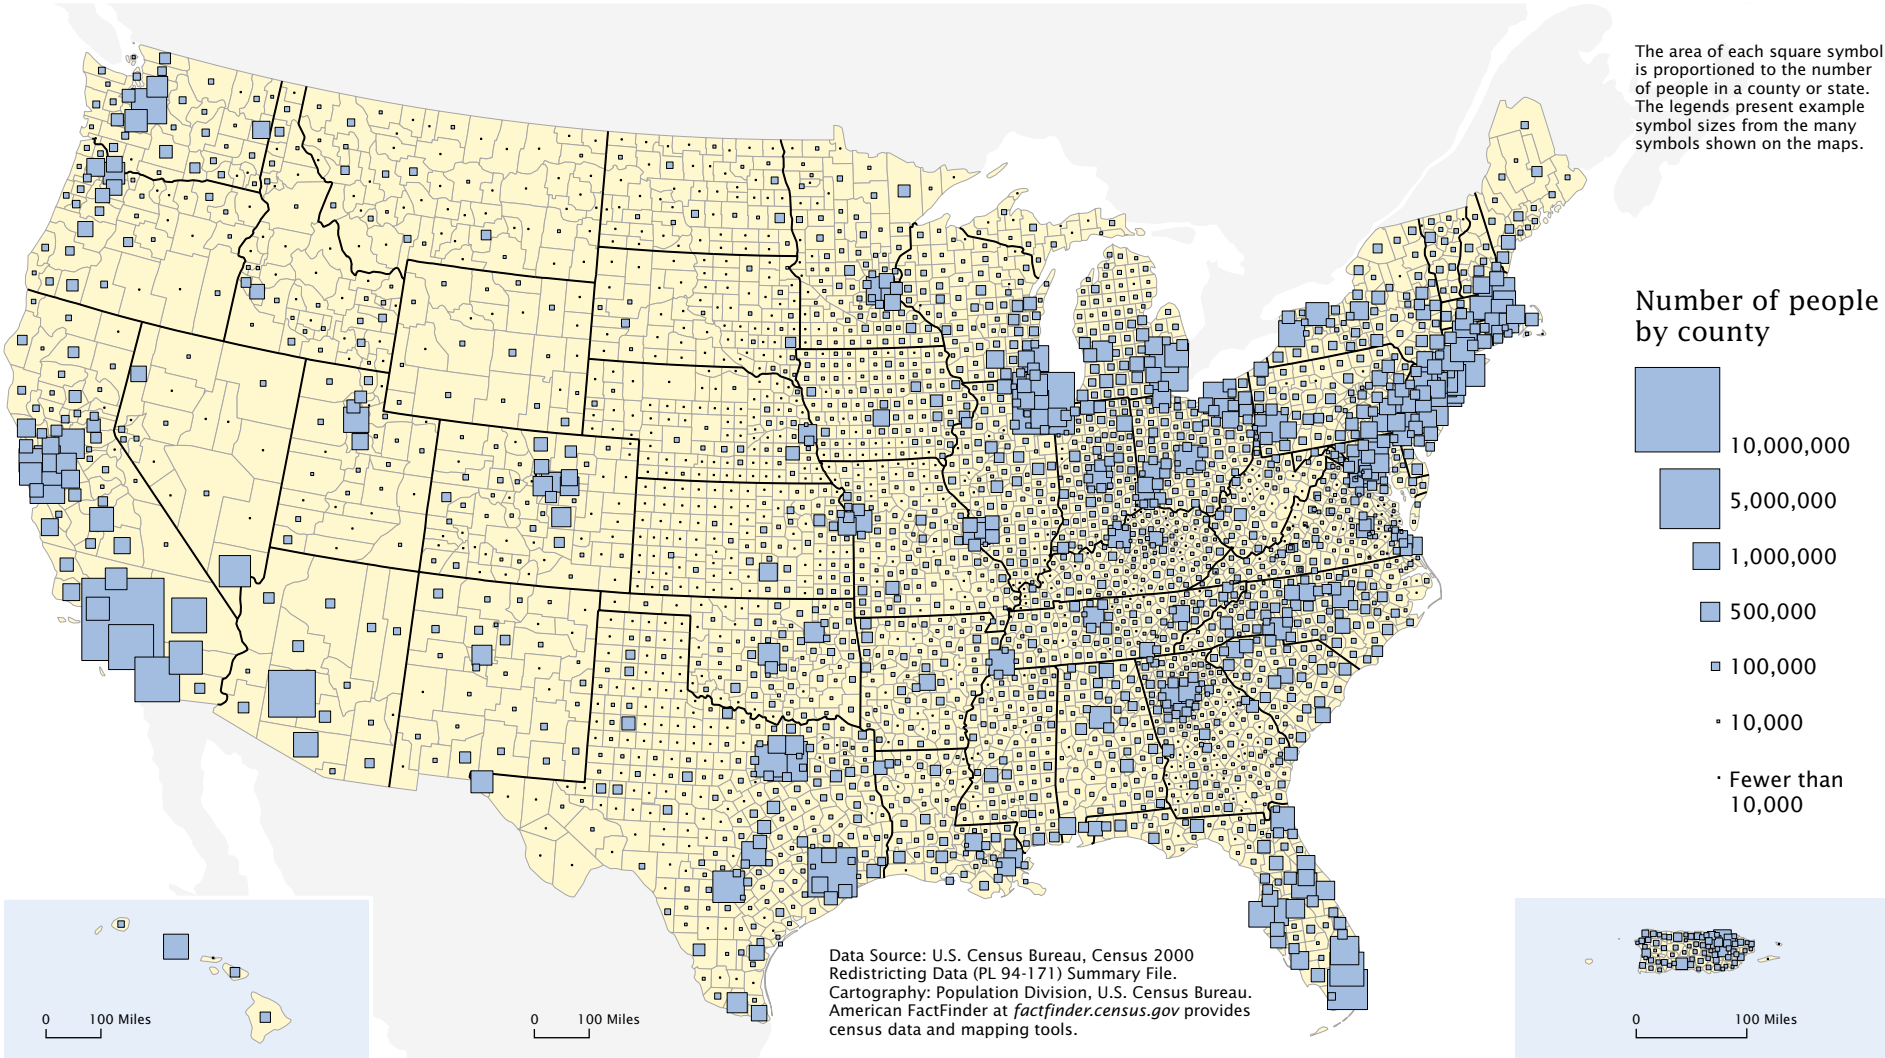 The area of each square symbol
is proportioned to the number
of people in a county or state.
The legends present example
symbol sizes from the many
symbols shown on the maps.
Number of people
by county
10,000,000
5,000,000
1,000,000
500,000
100,000
10,000
Fewer than
10,000
Data Source: U.S. Census Bureau, Census 2000
Redistricting Data (PL 94-171) Summary File.
Cartography: Population Division, U.S. Census Bureau.
American FactFinder at factfinder.census.gov provides
census data and mapping tools.
0 100 Miles
0 100 Miles
0 100 Miles